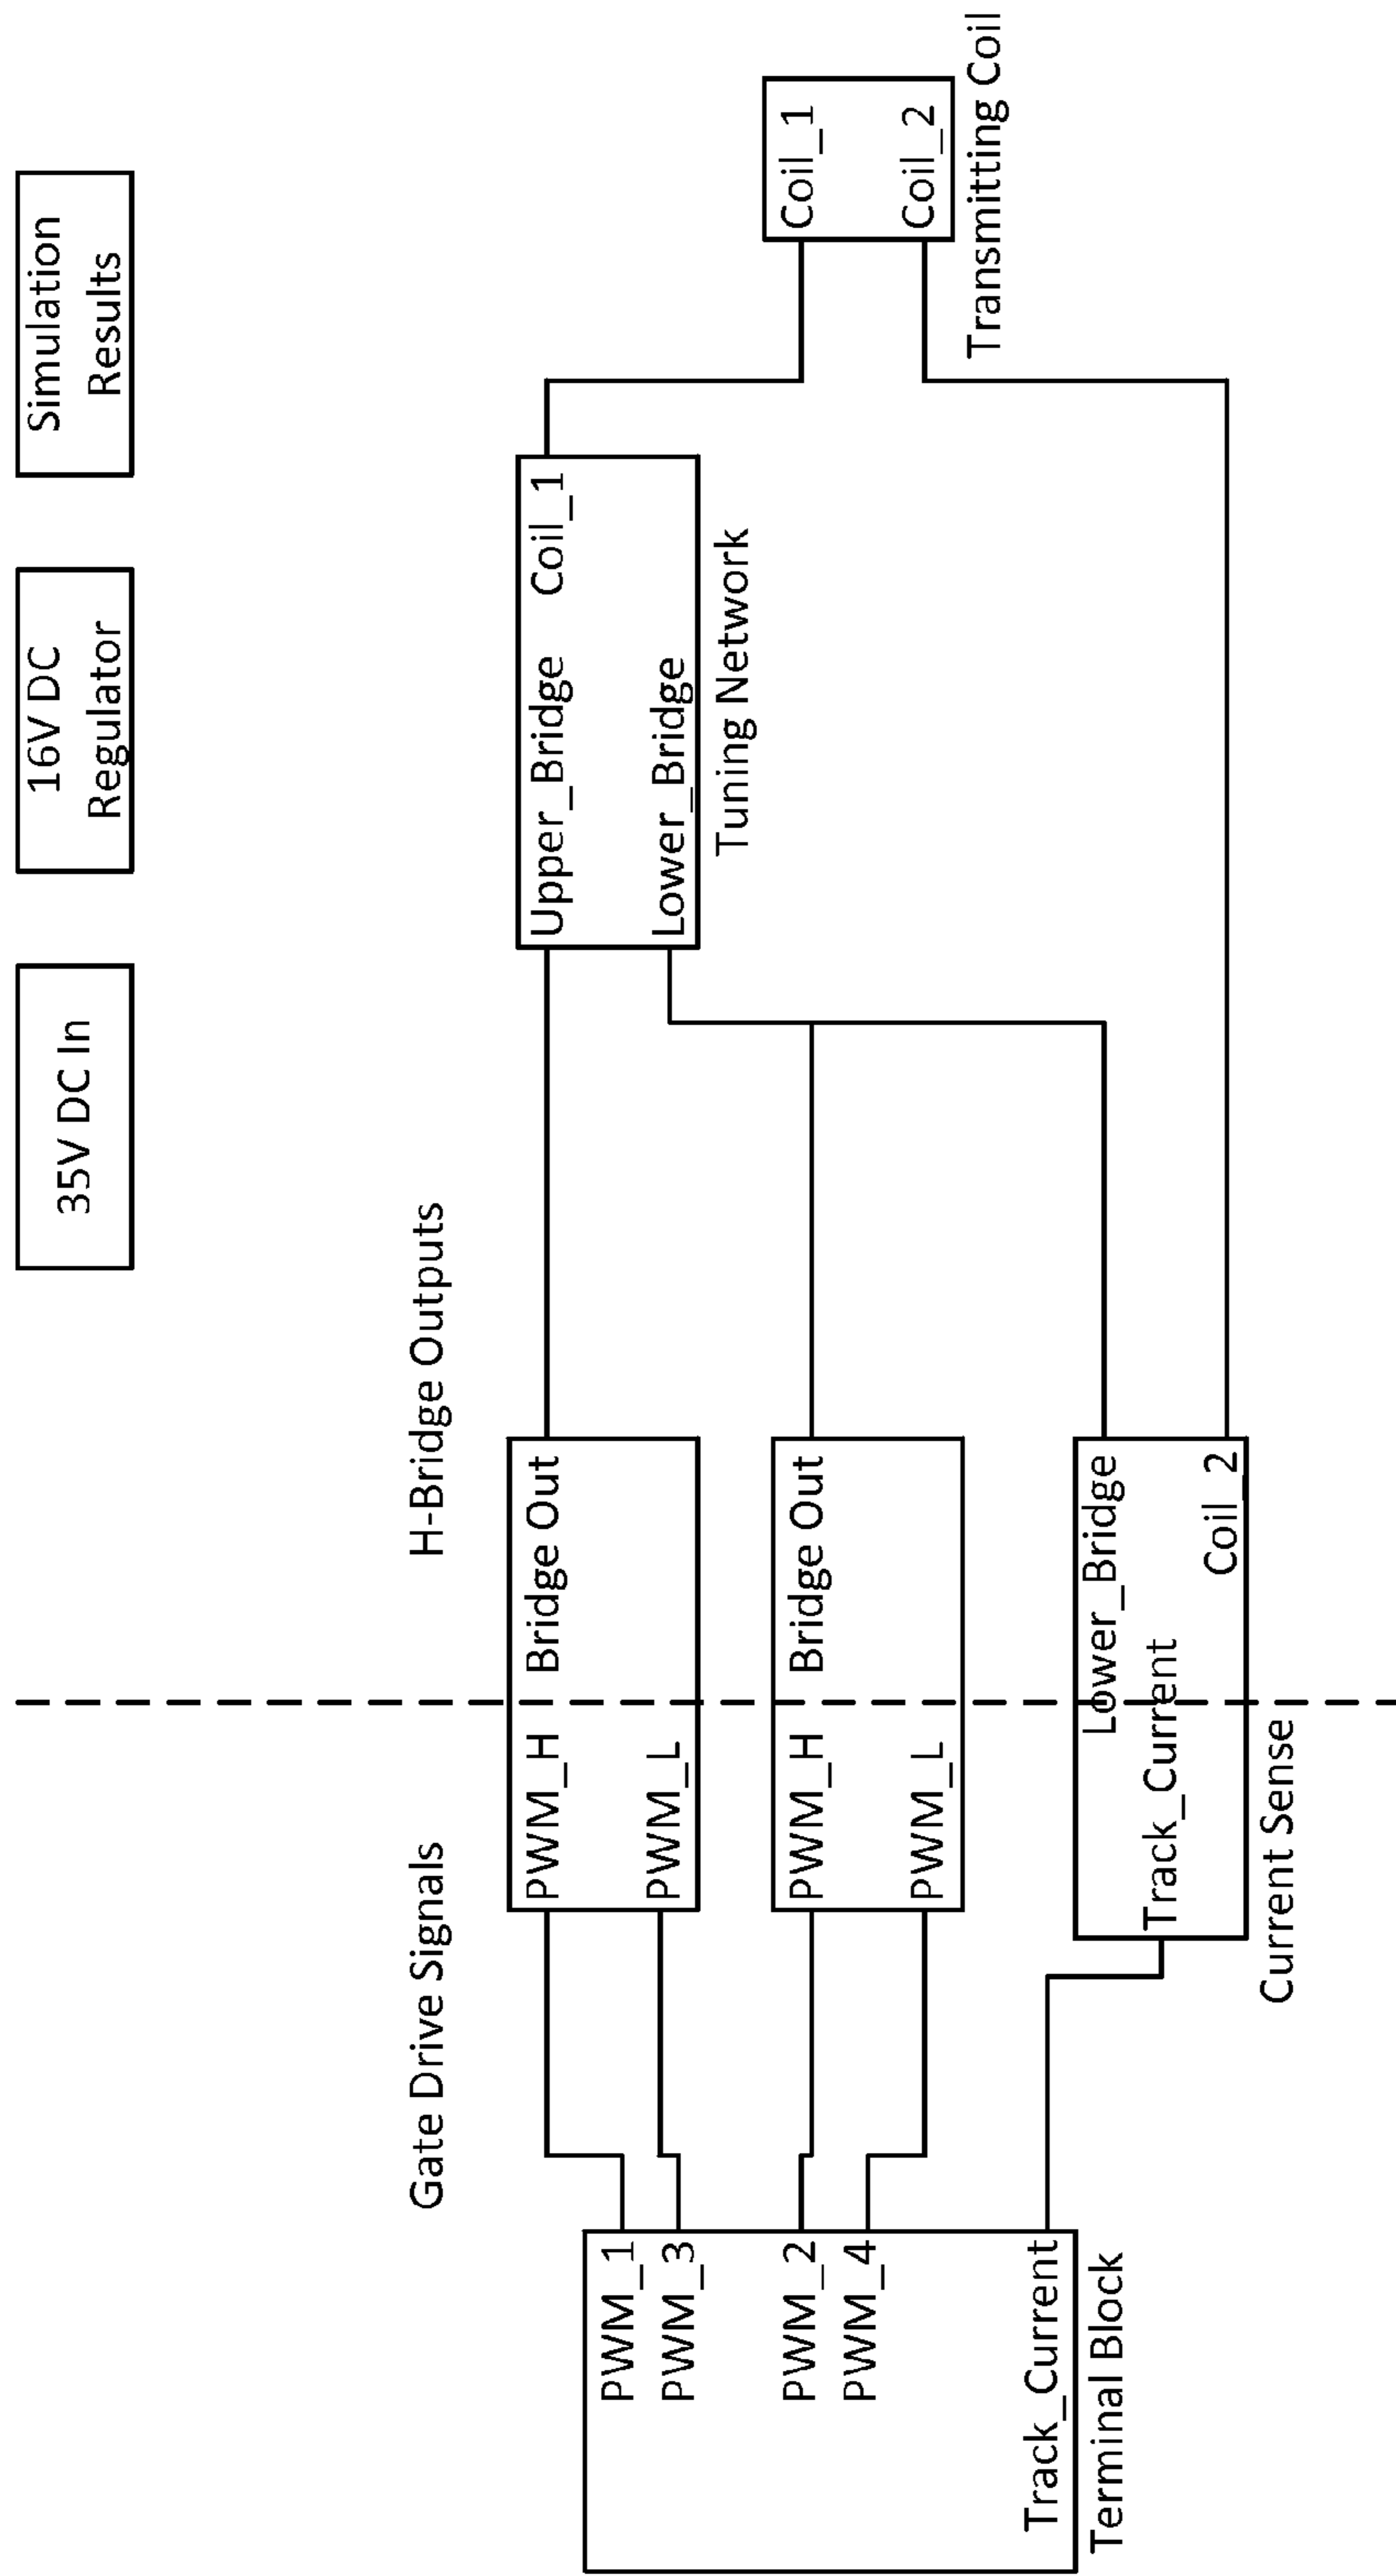 35V DC In
16V DC
Regulator
Simulation
Results
Gate Drive Signals
H-Bridge Outputs
PWM_1
PWM_3
PWM_2
PWM_4
Track_Current
Terminal Block
PWM_H Bridge Out
PWM_L
PWM_H Bridge Out
PWM_L
Lower_Bridge
Track_Current
Coil_2
Current Sense
Upper_Bridge Coil_1
Lower_Bridge
Tuning Network
Coil_1
Coil_2
Transmitting Coil